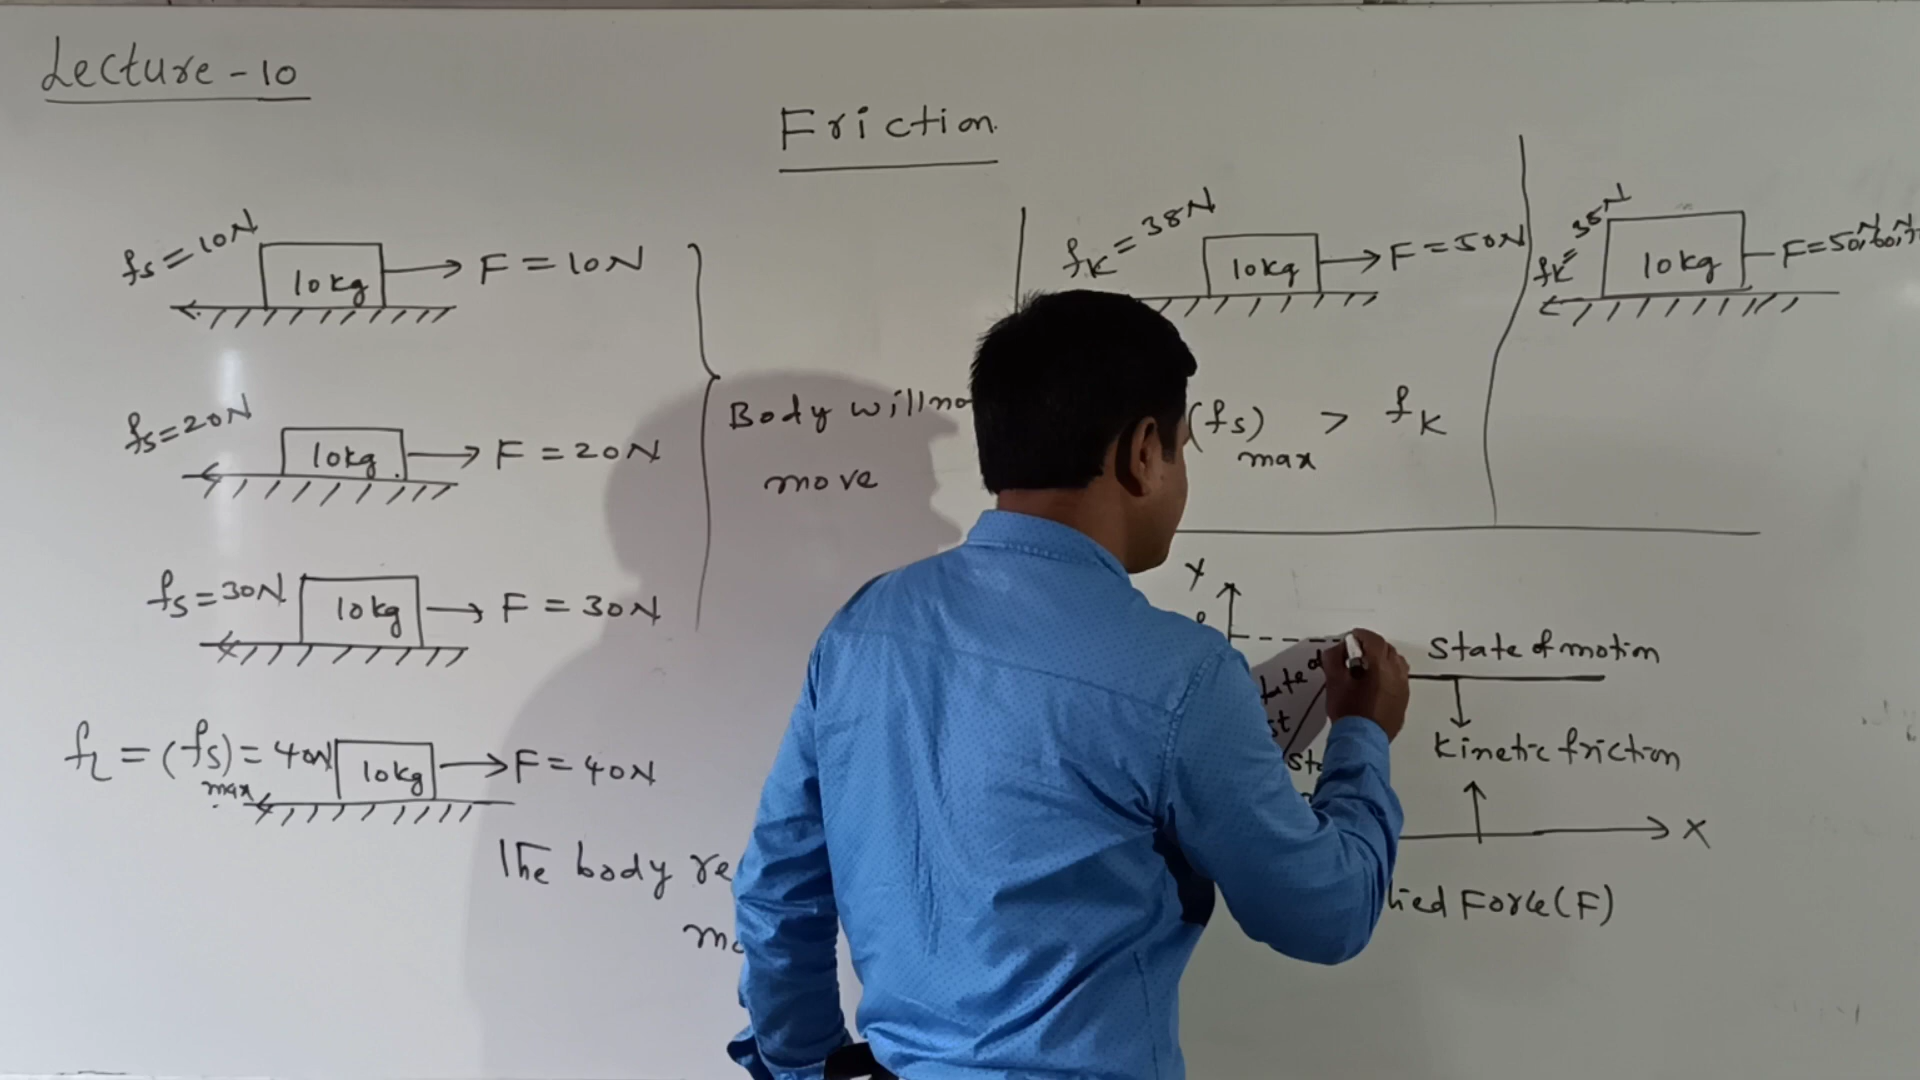 Lecture - 10
Friction
fs = 10N
10kg
F = 10N
fs = 20N
10kg
F = 20N
fs = 30N
10kg
F = 30N
fL = (fs)max = 40N
10kg
F = 40N
Body will
move
The body
fK = 38N
10kg
F = 50N
(fs)max > fK
10kg
Y
State of motion
Kinetic friction
X
Force (F)